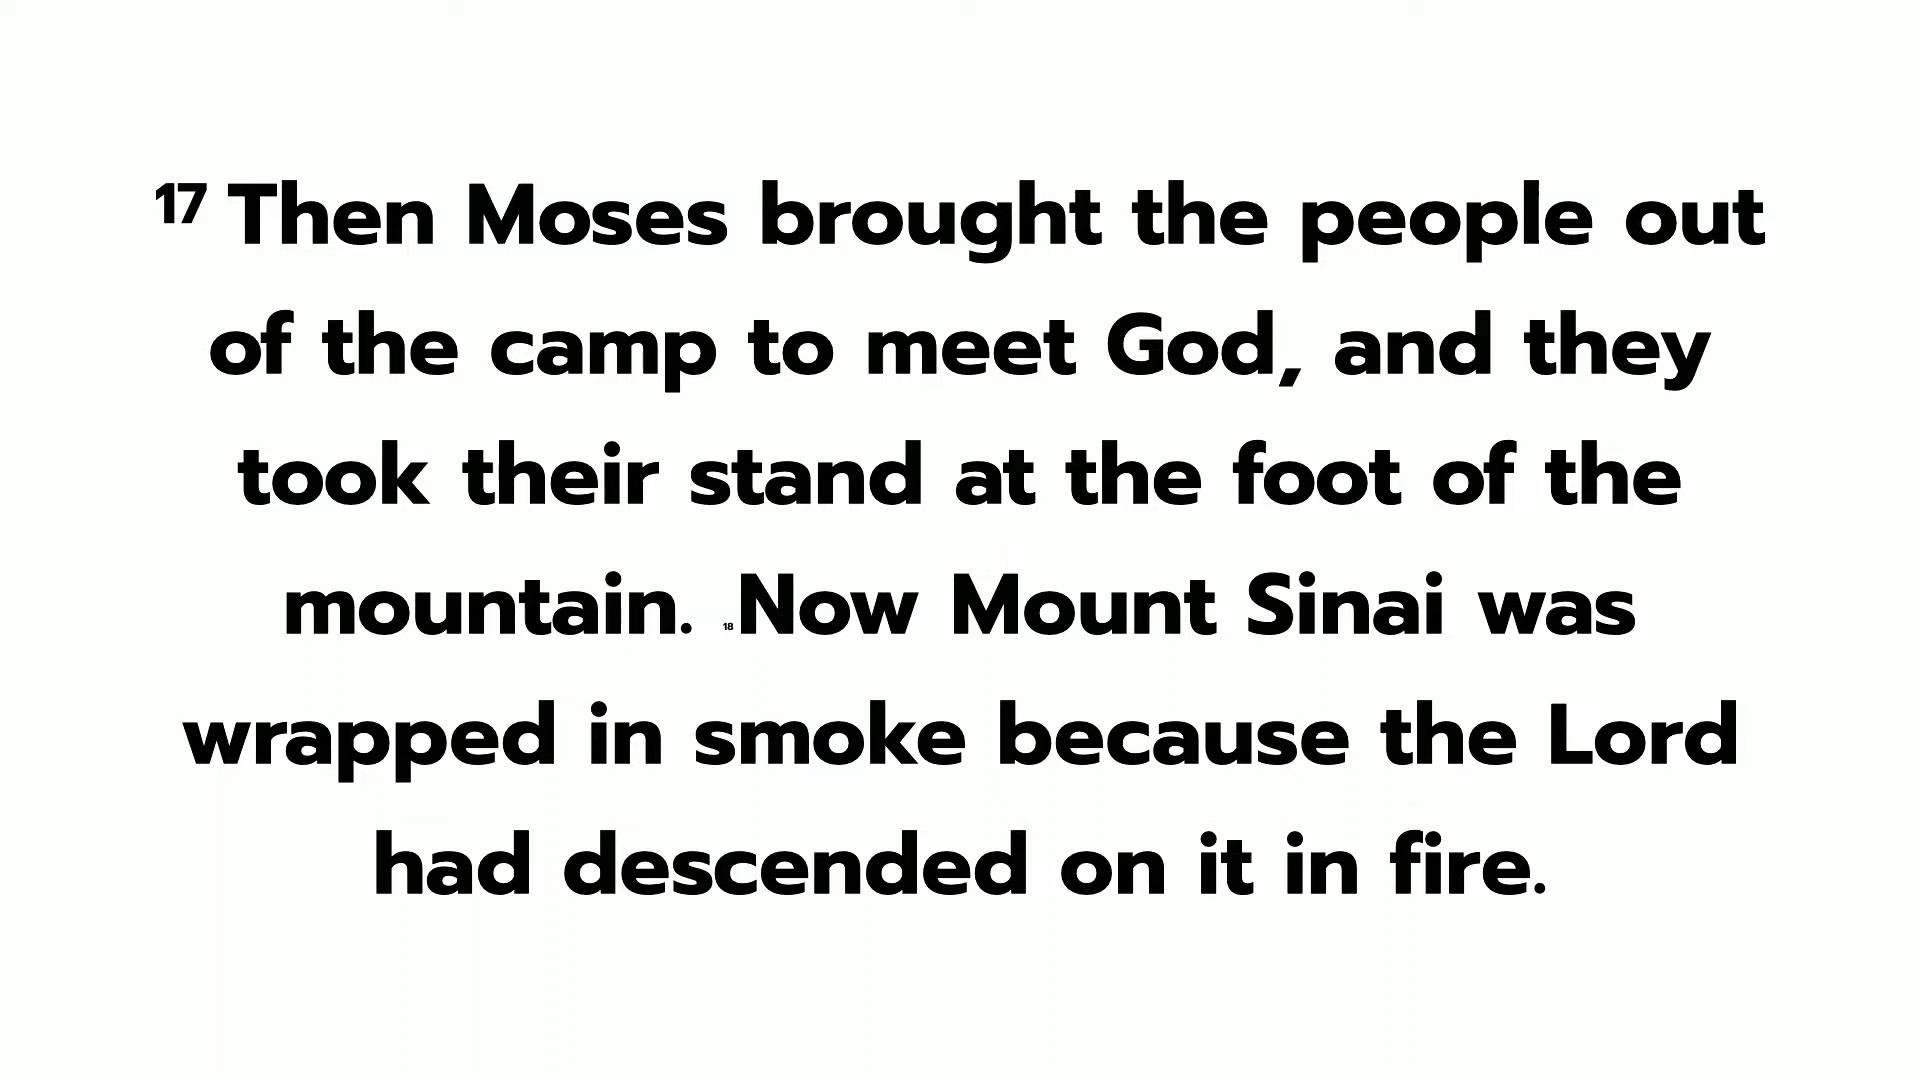 17 Then Moses brought the people out
of the camp to meet God, and they
took their stand at the foot of the
mountain. 18 Now Mount Sinai was
wrapped in smoke because the Lord
had descended on it in fire.